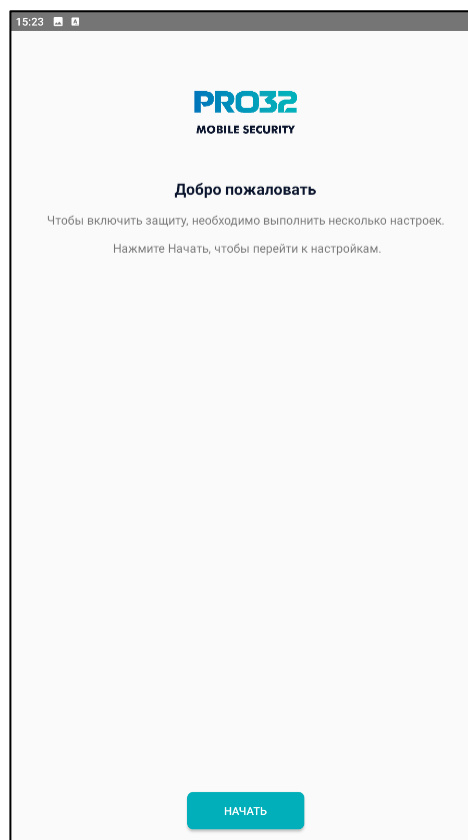 15:23
PRO32
MOBILE SECURITY
Добро пожаловать
Чтобы включить защиту, необходимо выполнить несколько настроек.
Нажмите Начать, чтобы перейти к настройкам.
НАЧАТЬ